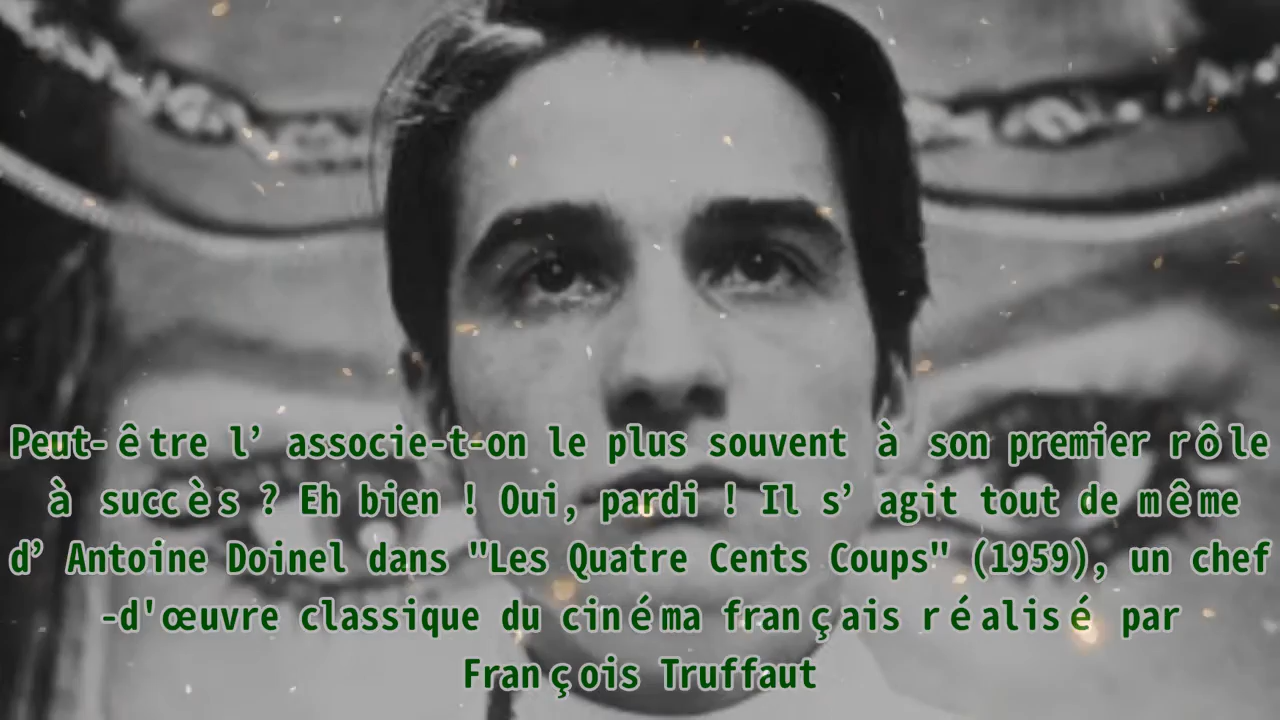 Peut-être l’ associe-t-on le plus souvent à son premier rôle
à succès ? Eh bien ! Oui, pardi ! Il s’ agit tout de même
d’ Antoine Doinel dans "Les Quatre Cents Coups" (1959), un chef
-d'œuvre classique du cinéma français réalisé par
François Truffaut